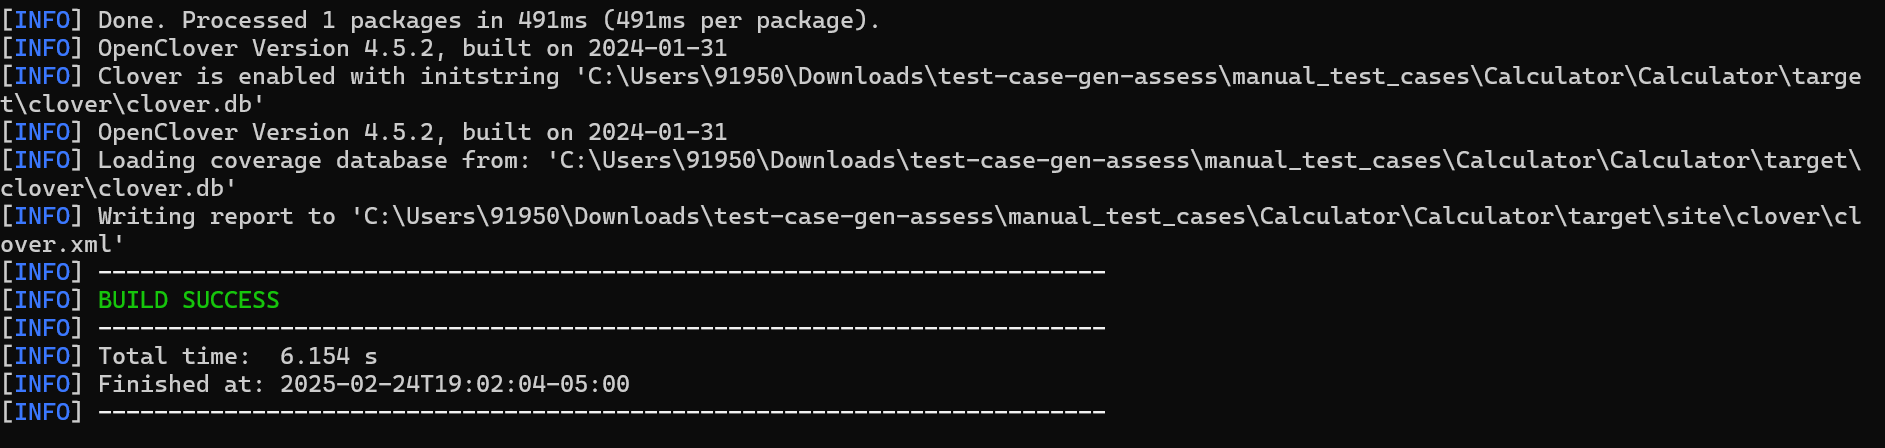 [INFO] Done. Processed 1 packages in 491ms (491ms per package).
[INFO] OpenClover Version 4.5.2, built on 2024-01-31
[INFO] Clover is enabled with initstring 'C:\Users\91950\Downloads\test-case-gen-assess\manual_test_cases\Calculator\Calculator\targe
t\clover\clover.db'
[INFO] OpenClover Version 4.5.2, built on 2024-01-31
[INFO] Loading coverage database from: 'C:\Users\91950\Downloads\test-case-gen-assess\manual_test_cases\Calculator\Calculator\target\
clover\clover.db'
[INFO] Writing report to 'C:\Users\91950\Downloads\test-case-gen-assess\manual_test_cases\Calculator\Calculator\target\site\clover\cl
over.xml'
[INFO] ------------------------------------------------------------------------
[INFO] BUILD SUCCESS
[INFO] ------------------------------------------------------------------------
[INFO] Total time:  6.154 s
[INFO] Finished at: 2025-02-24T19:02:04-05:00
[INFO] ------------------------------------------------------------------------